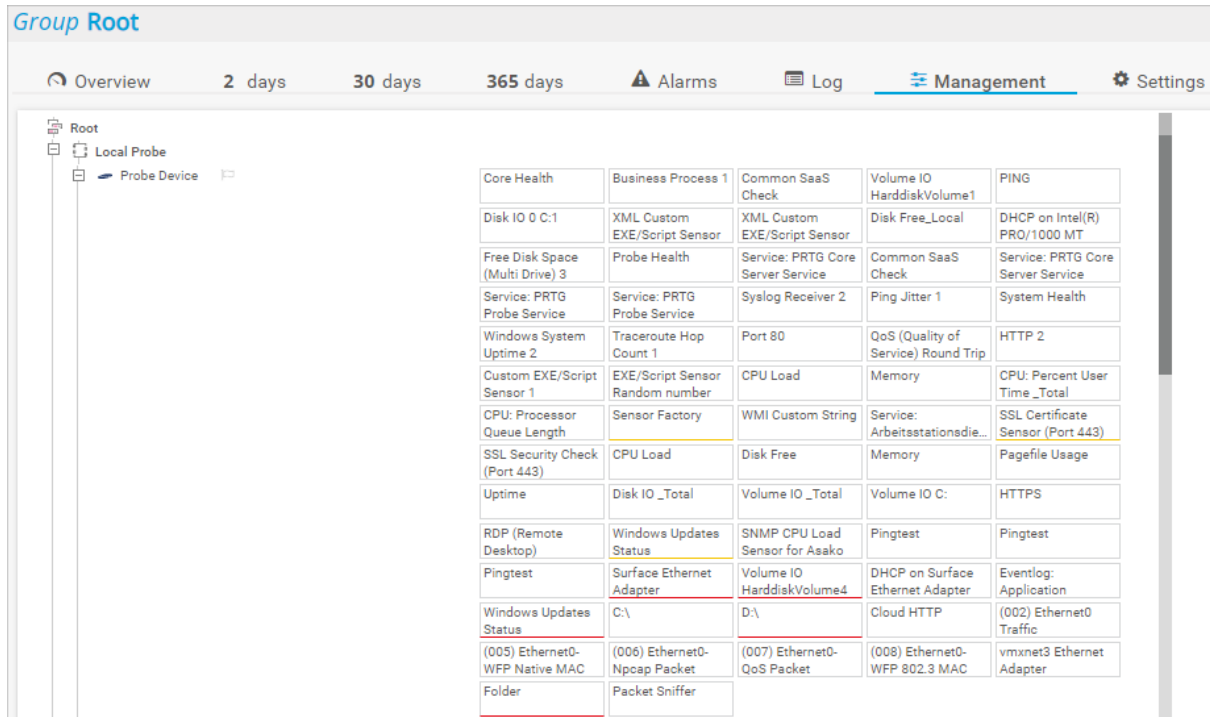 Group Root
Overview 2 days 30 days 365 days Alarms Log Management Settings
Root
Local Probe
Probe Device
Core Health
Business Process 1
Common SaaS
Check
Volume IO
HarddiskVolume1
PING
Disk IO 0 C:1
XML Custom
EXE/Script Sensor
XML Custom
EXE/Script Sensor
Disk Free_Local
DHCP on Intel(R)
PRO/1000 MT
Free Disk Space
(Multi Drive) 3
Probe Health
Service: PRTG Core
Server Service
Common SaaS
Check
Service: PRTG Core
Server Service
Service: PRTG
Probe Service
Service: PRTG
Probe Service
Syslog Receiver 2
Ping Jitter 1
System Health
Windows System
Uptime 2
Traceroute Hop
Count 1
Port 80
QoS (Quality of
Service) Round Trip
HTTP 2
Custom EXE/Script
Sensor 1
EXE/Script Sensor
Random number
CPU Load
Memory
CPU: Percent User
Time _Total
CPU: Processor
Queue Length
Sensor Factory
WMI Custom String
Service:
Arbeitsstationsdie...
SSL Certificate
Sensor (Port 443)
SSL Security Check
(Port 443)
CPU Load
Disk Free
Memory
Pagefile Usage
Uptime
Disk IO _Total
Volume IO _Total
Volume IO C:
HTTPS
RDP (Remote
Desktop)
Windows Updates
Status
SNMP CPU Load
Sensor for Asako
Pingtest
Pingtest
Pingtest
Surface Ethernet
Adapter
Volume IO
HarddiskVolume4
DHCP on Surface
Ethernet Adapter
Eventlog:
Application
Windows Updates
Status
C:\
D:\
Cloud HTTP
(002) Ethernet0
Traffic
(005) Ethernet0-
WFP Native MAC
(006) Ethernet0-
Npcap Packet
(007) Ethernet0-
QoS Packet
(008) Ethernet0-
WFP 802.3 MAC
vmxnet3 Ethernet
Adapter
Folder
Packet Sniffer